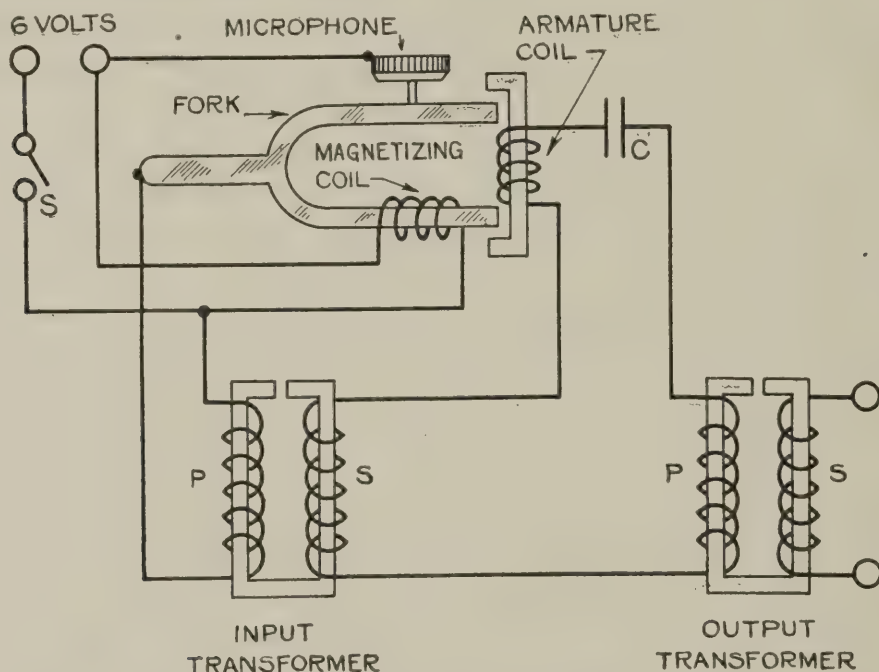 6 VOLTS
MICROPHONE
ARMATURE
COIL
FORK
MAGNETIZING
COIL
C
S
P
S
P
S
INPUT
TRANSFORMER
OUTPUT
TRANSFORMER